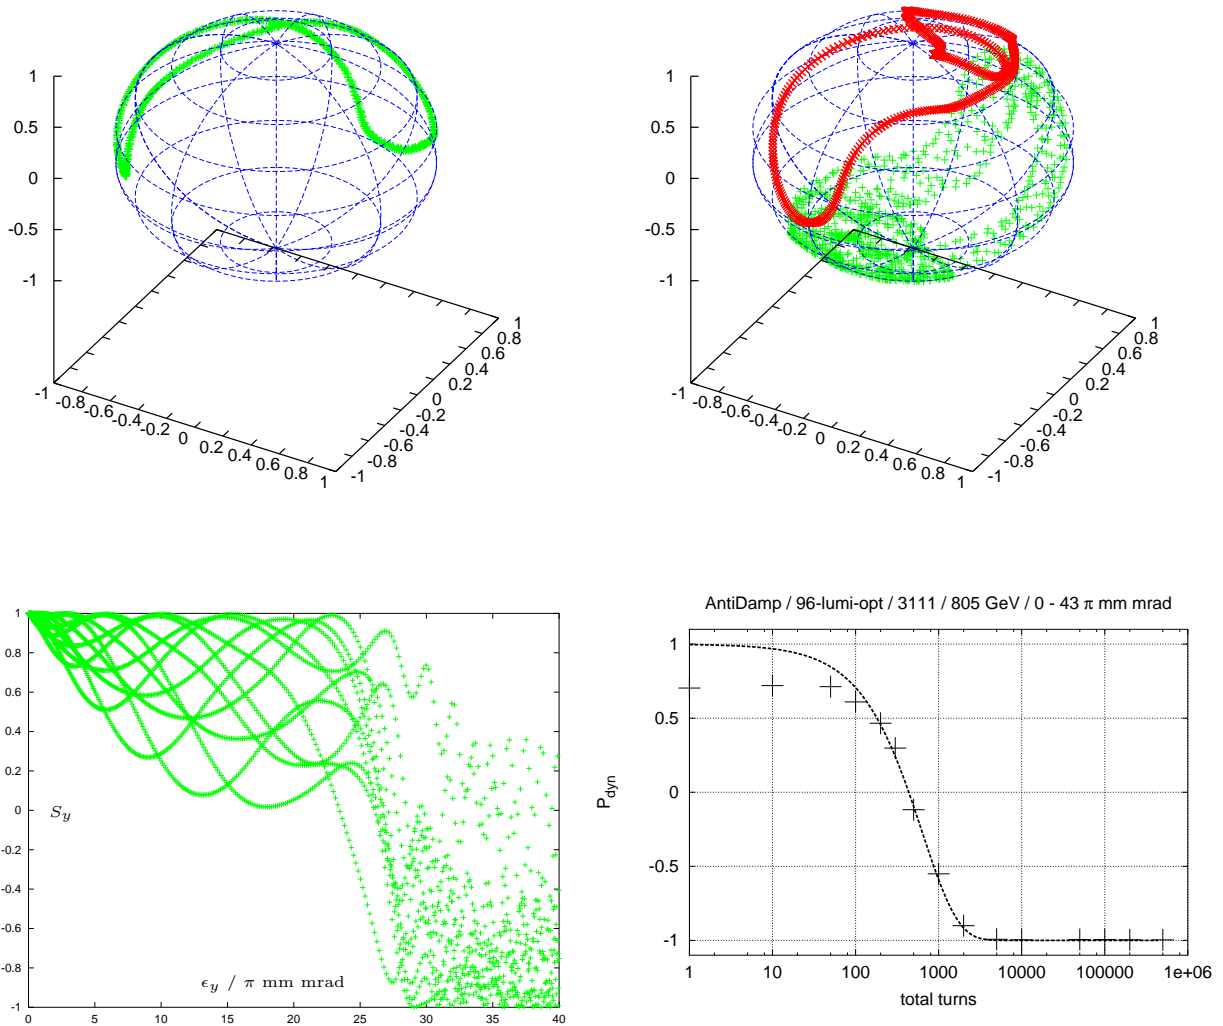 1
0.5
0
-0.5
-1
-1 -0.8 -0.6 -0.4 -0.2 0 0.2 0.4 0.6 0.8 1
-1 -0.8 -0.6 -0.4 -0.2 0 0.2 0.4 0.6 0.8 1
1
0.5
0
-0.5
-1
-1 -0.8 -0.6 -0.4 -0.2 0 0.2 0.4 0.6 0.8 1
-1 -0.8 -0.6 -0.4 -0.2 0 0.2 0.4 0.6 0.8 1
1
0.8
0.6
0.4
0.2
0
-0.2
-0.4
-0.6
-0.8
-1
S_y
ϵ_y / π mm mrad
0 5 10 15 20 25 30 35 40
AntiDamp / 96-lumi-opt / 3111 / 805 GeV / 0 - 43 π mm mrad
1
0.5
0
-0.5
-1
P_dyn
1 10 100 1000 10000 100000 1e+06
total turns